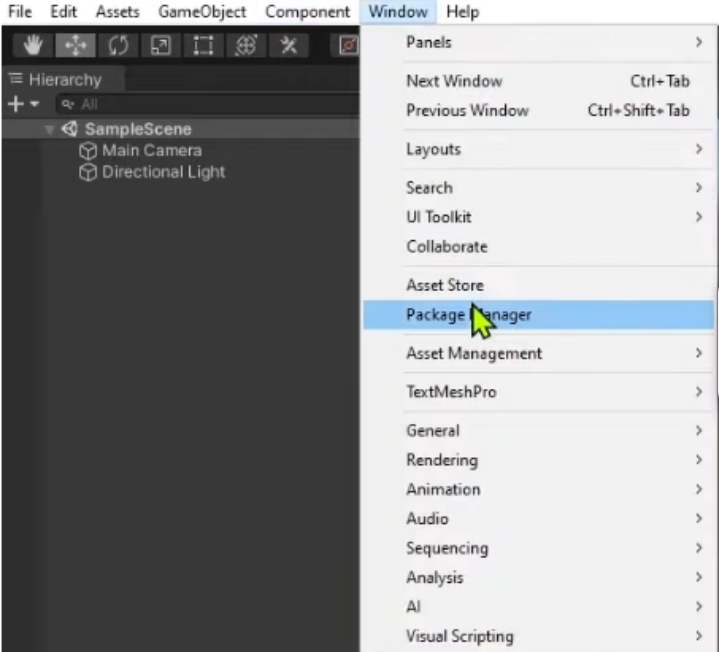 File Edit Assets GameObject Component Window Help
Hierarchy
All
SampleScene
Main Camera
Directional Light
Panels
Next Window Ctrl+Tab
Previous Window Ctrl+Shift+Tab
Layouts
Search
UI Toolkit
Collaborate
Asset Store
Package Manager
Asset Management
TextMeshPro
General
Rendering
Animation
Audio
Sequencing
Analysis
AI
Visual Scripting